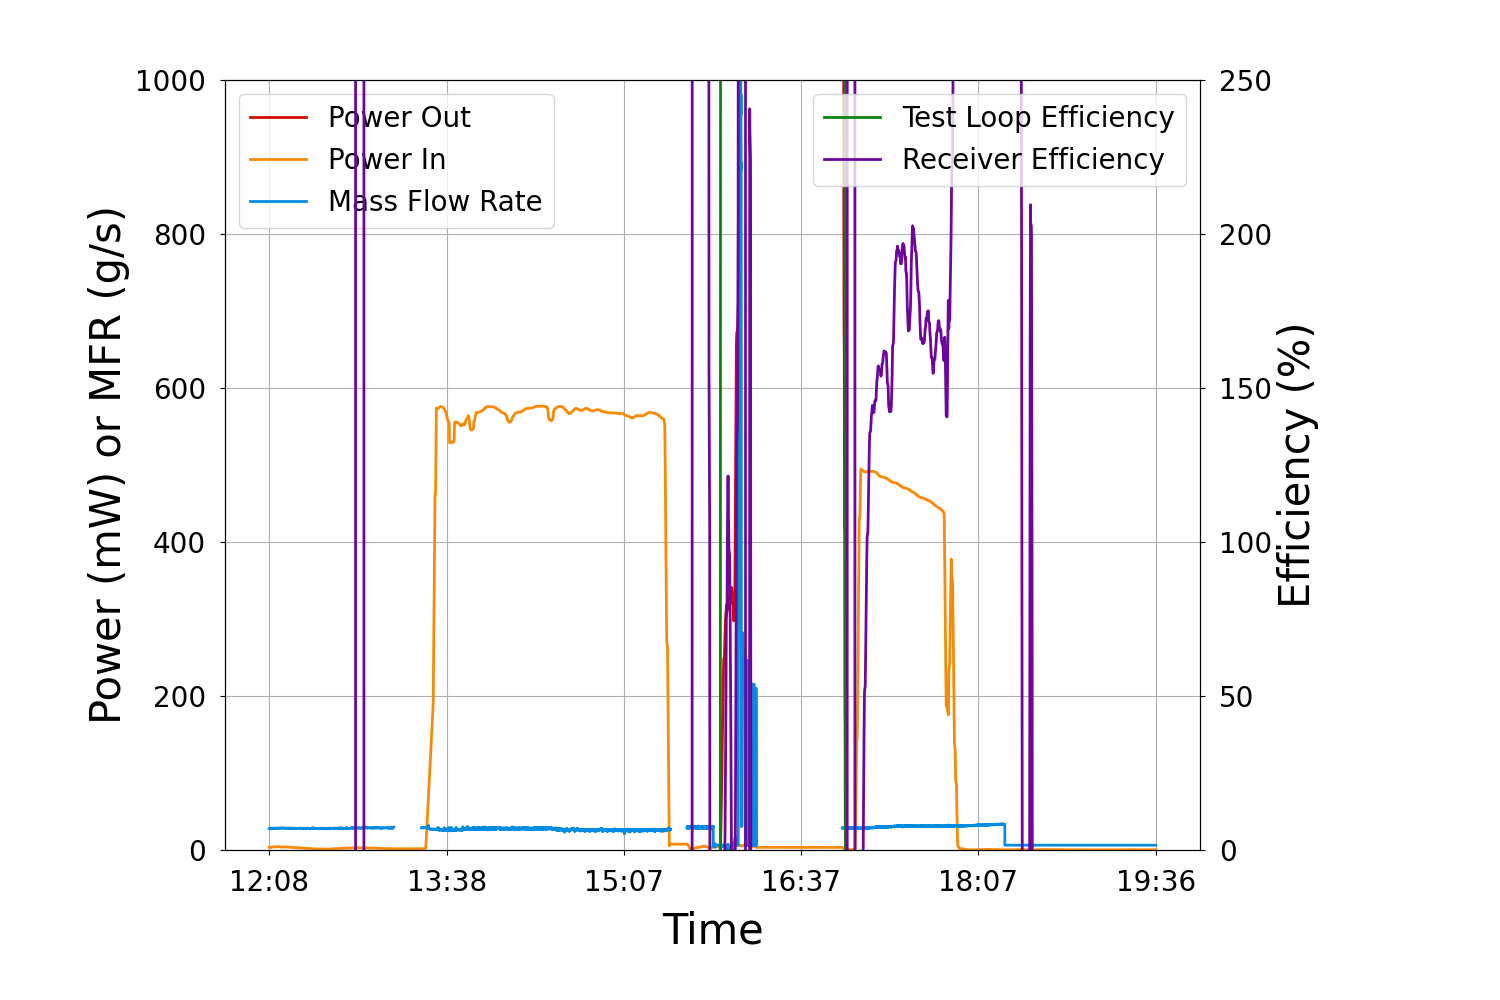 1000
800
600
400
200
0
Power (mW) or MFR (g/s)
Power Out
Power In
Mass Flow Rate
Test Loop Efficiency
Receiver Efficiency
250
200
150
100
50
0
Efficiency (%)
12:08 13:38 15:07 16:37 18:07 19:36
Time